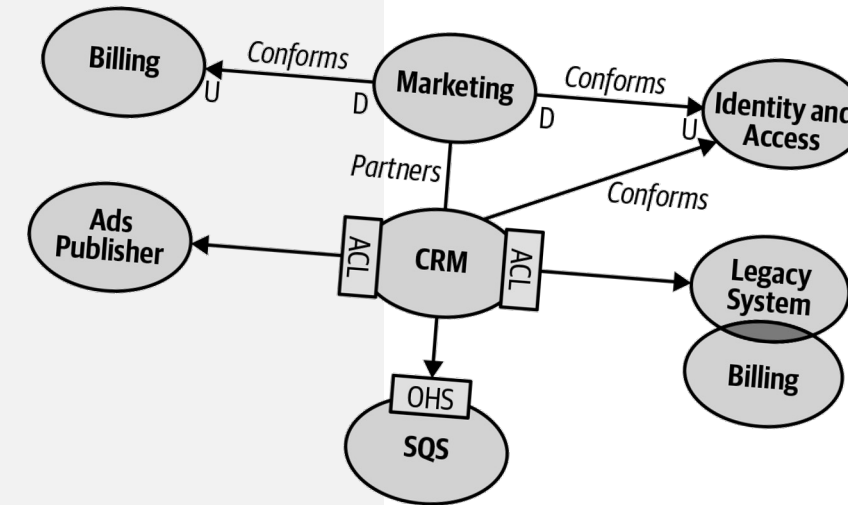 Billing
Conforms
U
D
Marketing
Conforms
D
U
Identity and
Access
Partners
Conforms
Ads
Publisher
ACL
CRM
ACL
Legacy
System
Billing
OHS
SQS